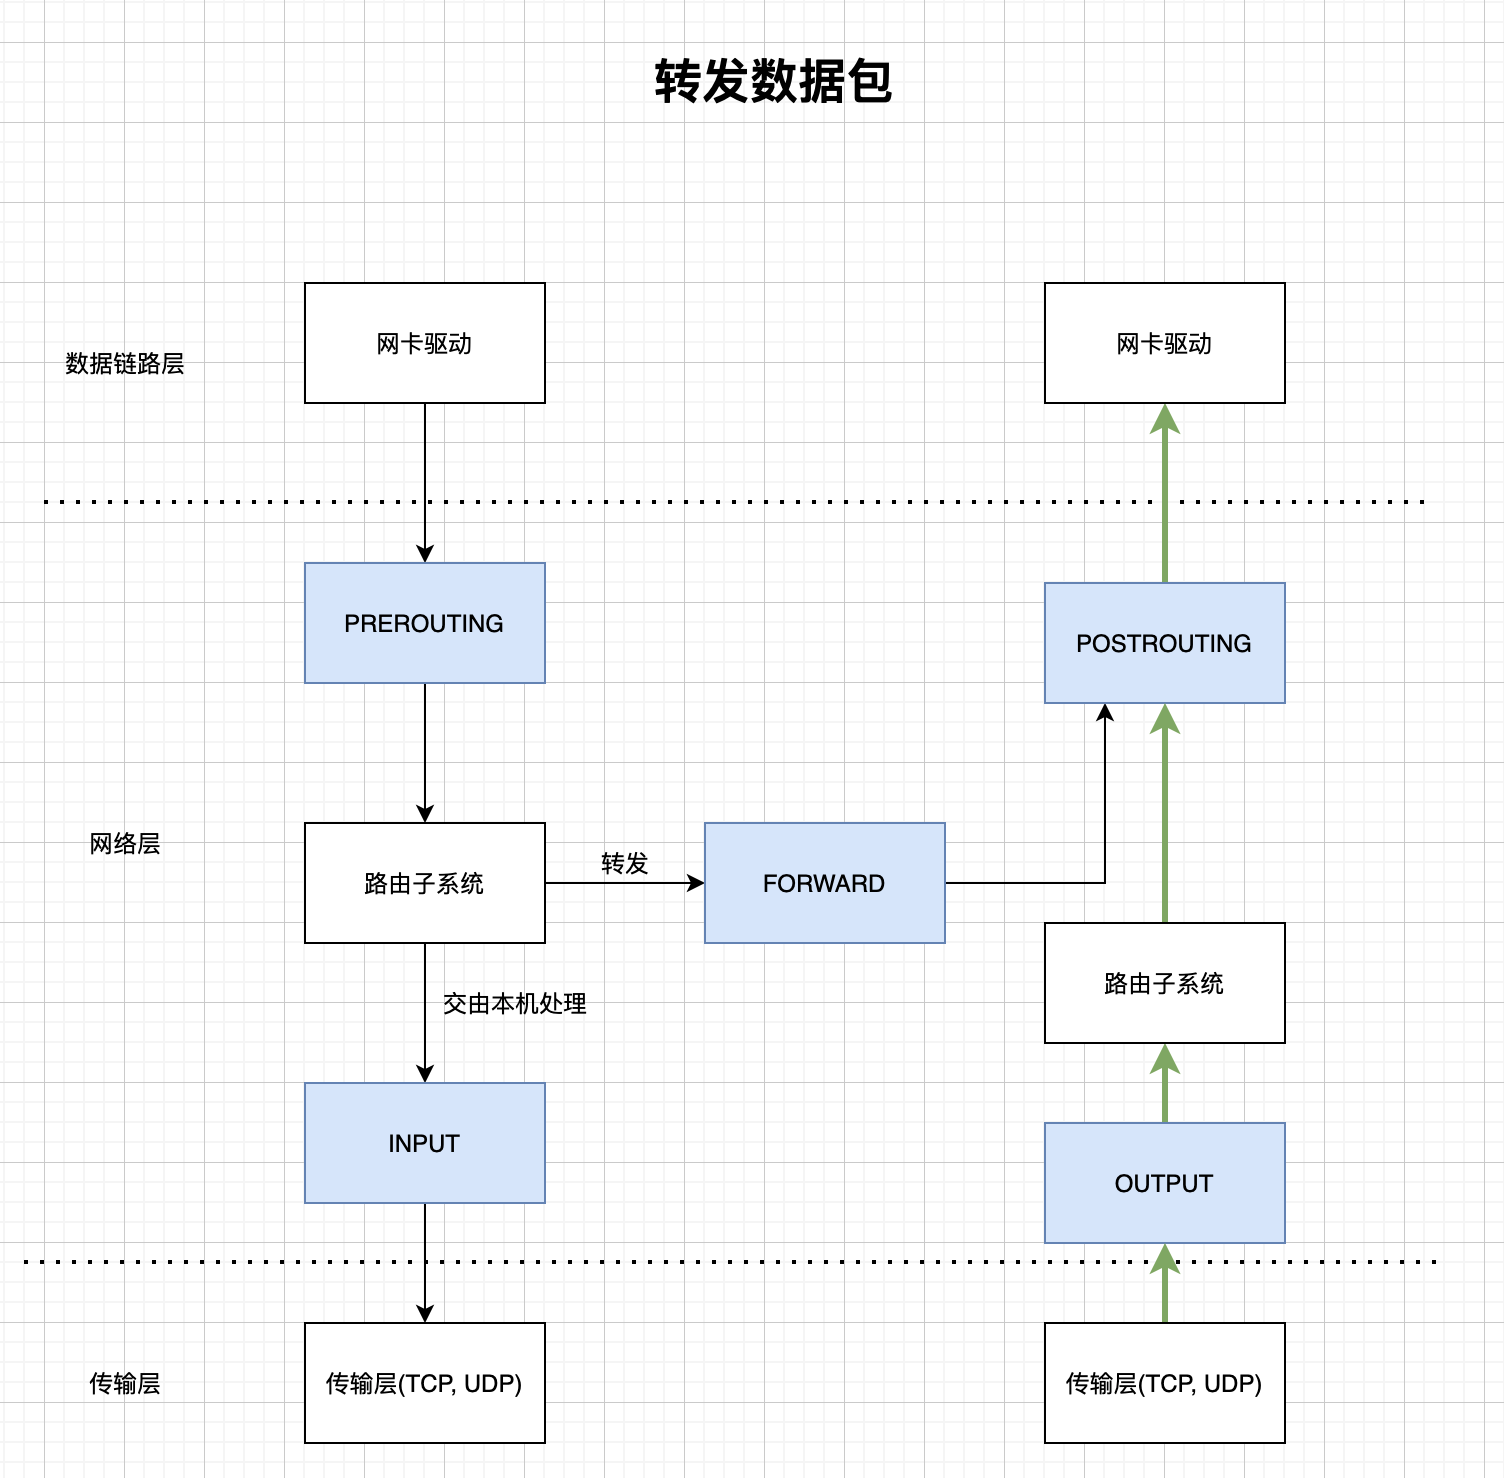 转发数据包
网卡驱动
网卡驱动
数据链路层
PREROUTING
POSTROUTING
网络层
转发
路由子系统
FORWARD
路由子系统
交由本机处理
INPUT
OUTPUT
传输层
传输层(TCP, UDP)
传输层(TCP, UDP)